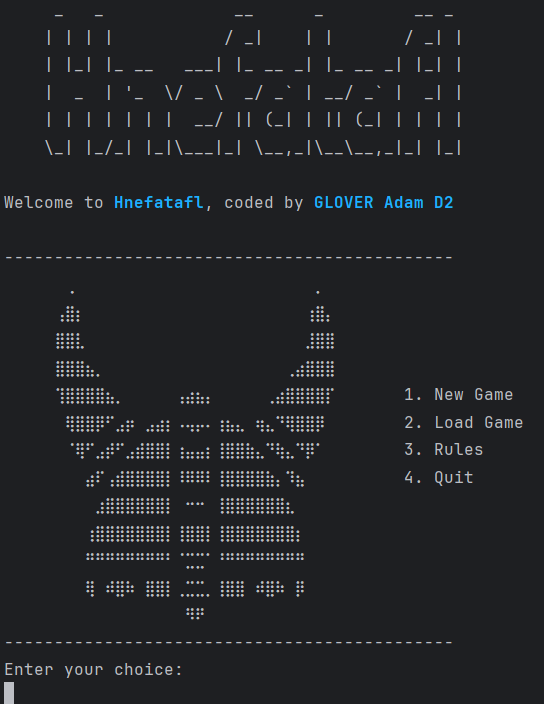 Hnefatafl
Welcome to Hnefatafl, coded by GLOVER Adam D2
1. New Game
2. Load Game
3. Rules
4. Quit
Enter your choice: